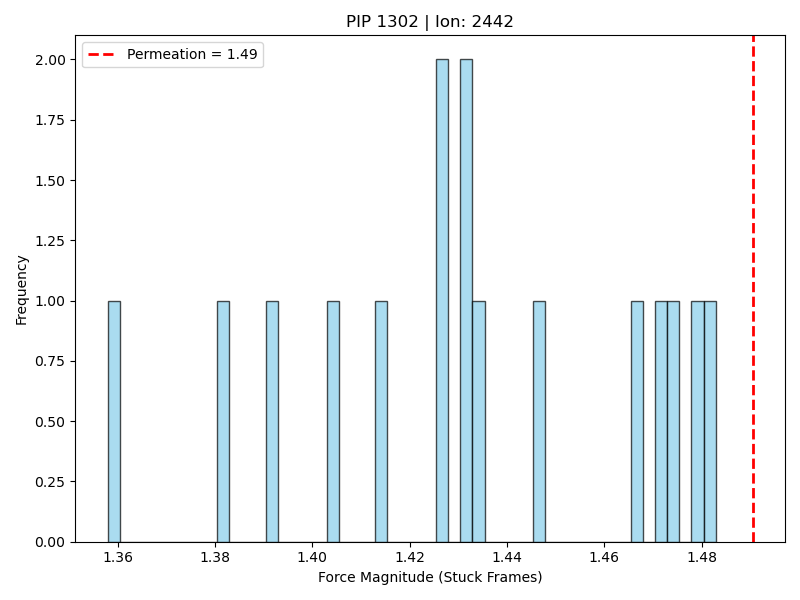 PIP 1302 | Ion: 2442
Permeation = 1.49
Frequency
2.00
1.75
1.50
1.25
1.00
0.75
0.50
0.25
0.00
1.36 1.38 1.40 1.42 1.44 1.46 1.48
Force Magnitude (Stuck Frames)